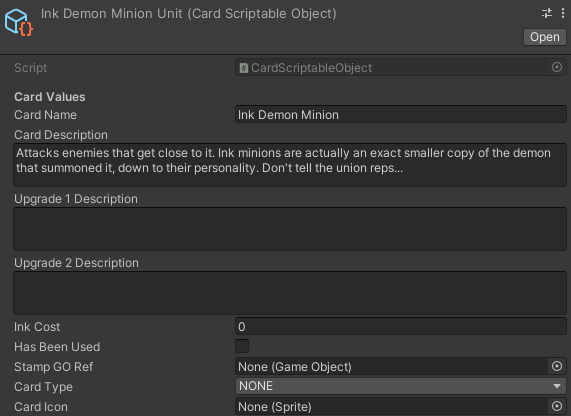 Ink Demon Minion Unit (Card Scriptable Object)
Open
Script
CardScriptableObject
Card Values
Card Name
Ink Demon Minion
Card Description
Attacks enemies that get close to it. Ink minions are actually an exact smaller copy of the demon
that summoned it, down to their personality. Don't tell the union reps...
Upgrade 1 Description
Upgrade 2 Description
Ink Cost
0
Has Been Used
Stamp GO Ref
None (Game Object)
Card Type
NONE
Card Icon
None (Sprite)